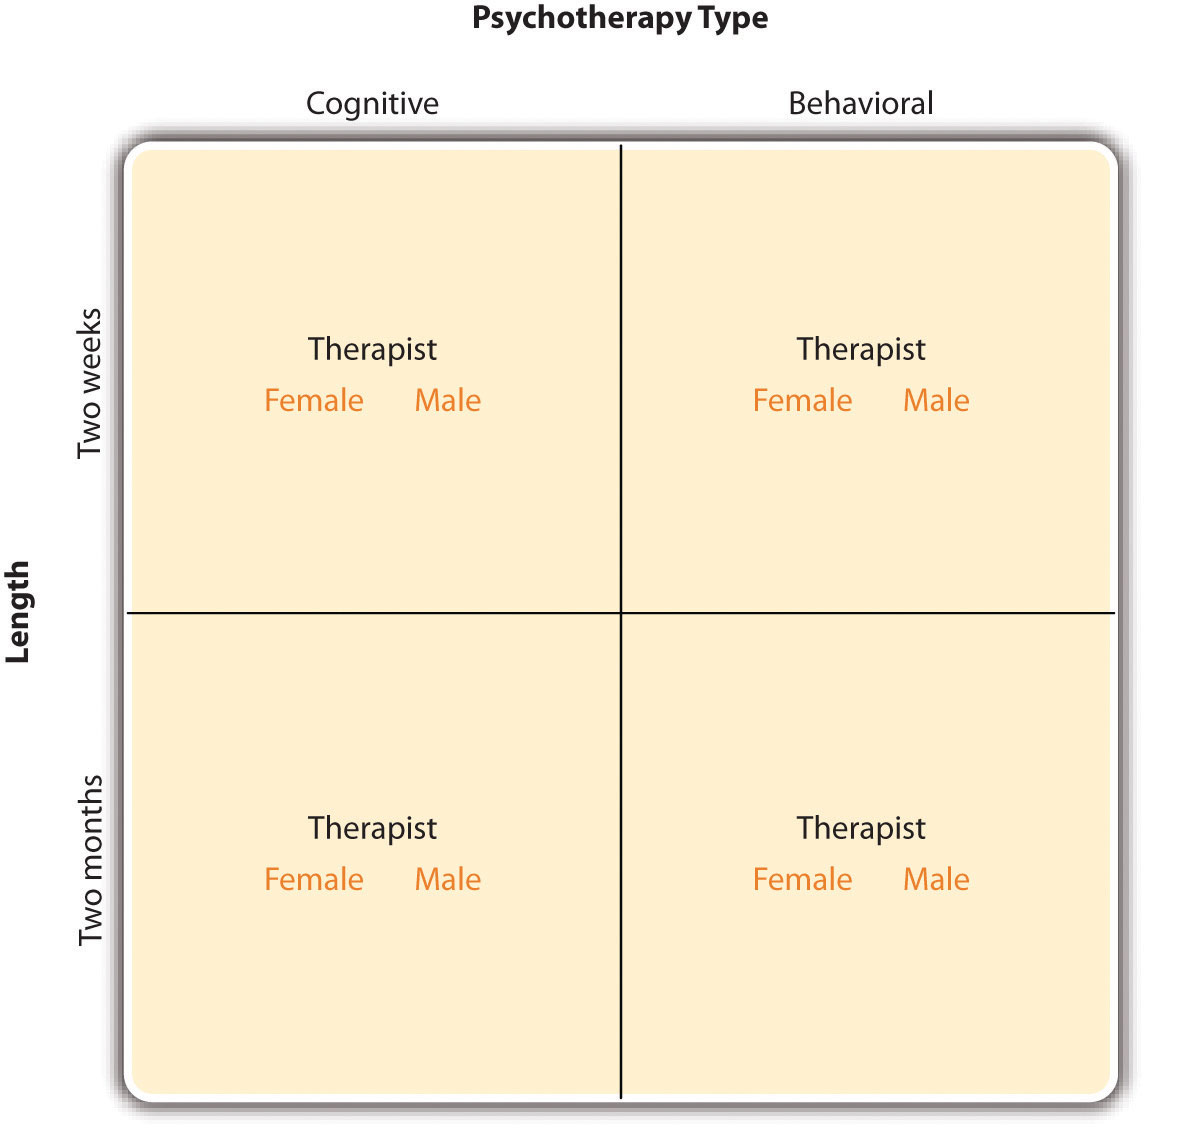 Psychotherapy Type
Cognitive Behavioral
Two weeks
Therapist Therapist
Female Male Female Male
Length
Two months
Therapist Therapist
Female Male Female Male